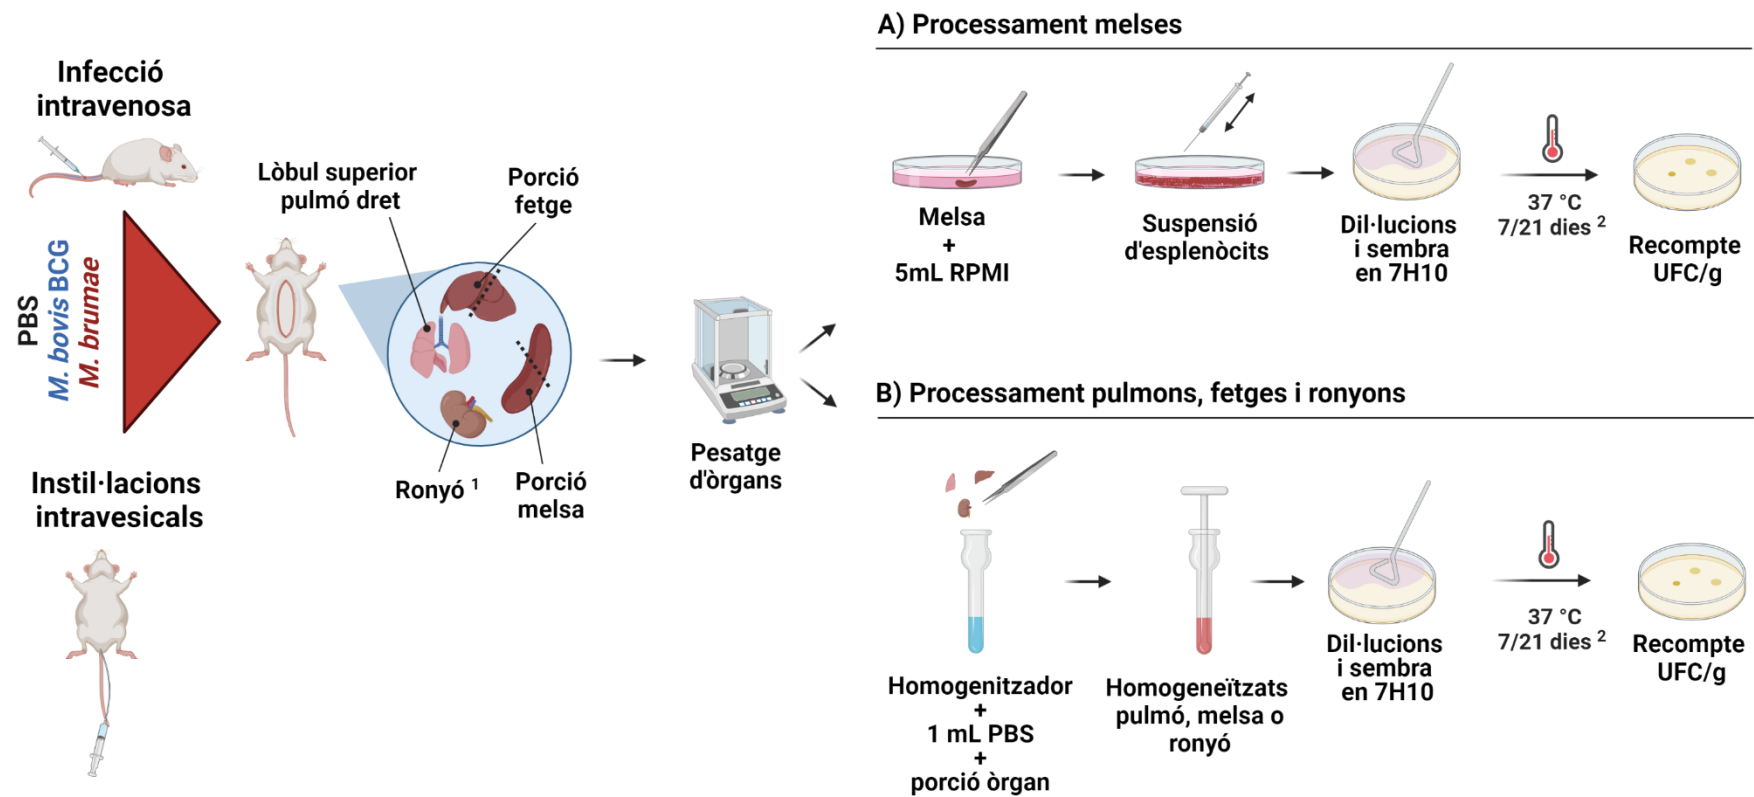 Infecció
intravenosa
PBS
M. bovis BCG
M. brumae
Instil·lacions
intravesicals
Lòbul superior
pulmó dret
Porció
fetge
Ronyó 1
Porció
melsa
Pesatge
d'òrgans
A) Processament melses
Melsa
+
5mL RPMI
Suspensió
d'esplenòcits
Dil·lucions
i sembra
en 7H10
37 °C
7/21 dies 2
Recompte
UFC/g
B) Processament pulmons, fetges i ronyons
Homogenitzador
+
1 mL PBS
+
porció òrgan
Homogeneïtzats
pulmó, melsa o
ronyó
Dil·lucions
i sembra
en 7H10
37 °C
7/21 dies 2
Recompte
UFC/g